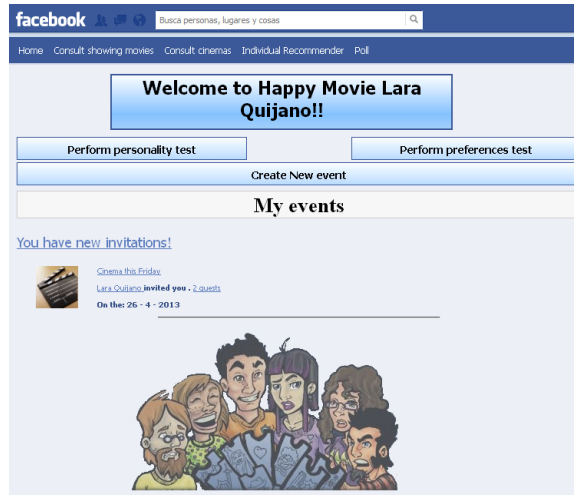 facebook Busca personas, lugares y cosas
Home Consult showing movies Consult cinemas Individual Recommender Poll
Welcome to Happy Movie Lara
Quijano!!
Perform personality test Perform preferences test
Create New event
My events
You have new invitations!
Cinema this Friday
Lara Quijano invited you . 2 guests
On the: 26 - 4 - 2013